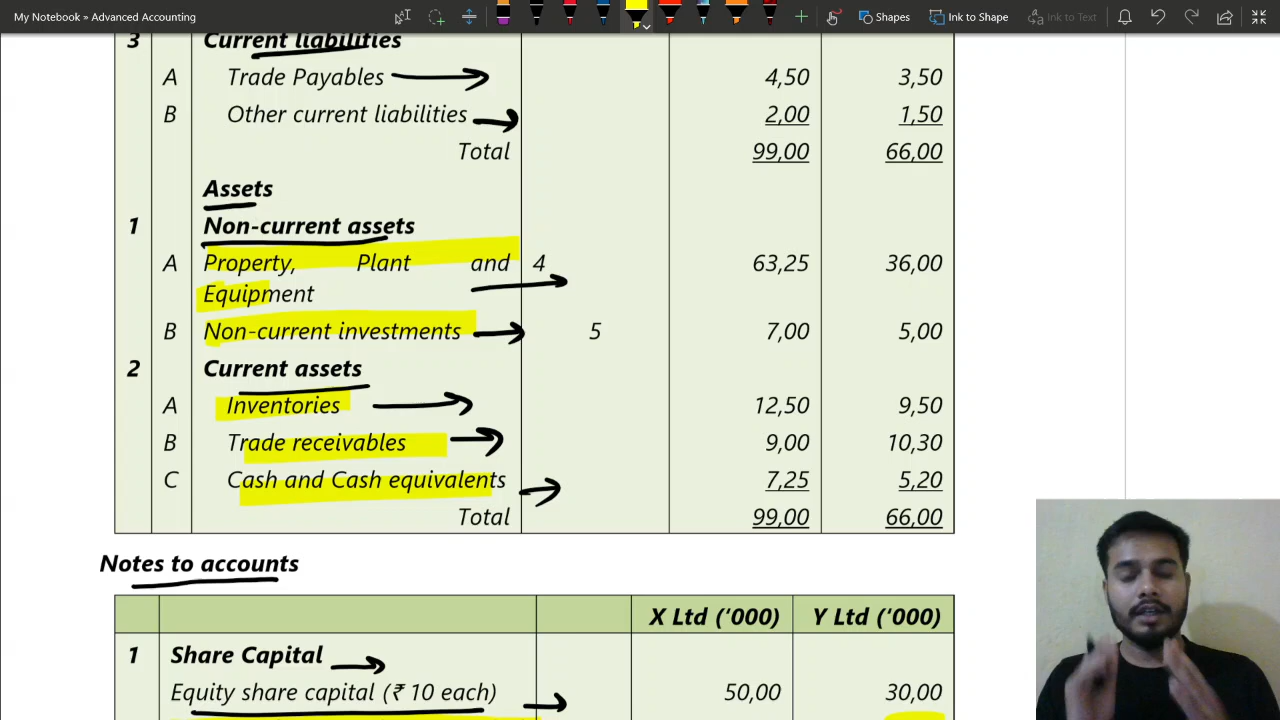 My Notebook » Advanced Accounting
Shapes
Ink to Shape
Ink to Text
3 Current liabilities
A Trade Payables 4,50 3,50
B Other current liabilities 2,00 1,50
Total 99,00 66,00
Assets
1 Non-current assets
A Property, Plant and 4 63,25 36,00
Equipment
B Non-current investments 5 7,00 5,00
2 Current assets
A Inventories 12,50 9,50
B Trade receivables 9,00 10,30
C Cash and Cash equivalents 7,25 5,20
Total 99,00 66,00
Notes to accounts
X Ltd (‘000) Y Ltd (‘000)
1 Share Capital
Equity share capital (₹ 10 each) 50,00 30,00